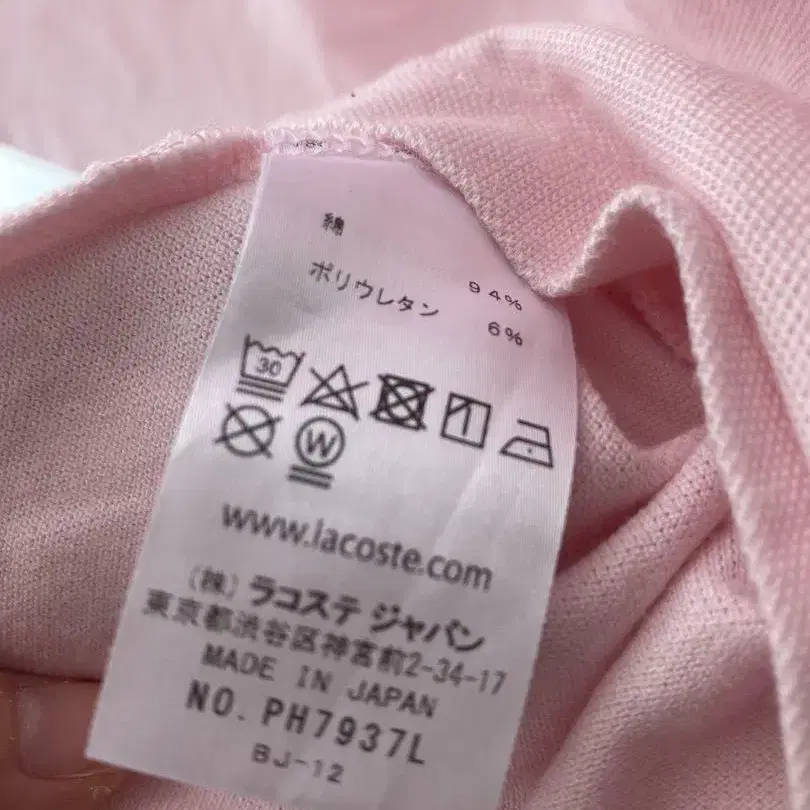 綿
94%
ポリウレタン 6%
30
W
www.lacoste.com
(株) ラコステ ジャパン
東京都渋谷区神宮前2-34-17
MADE IN JAPAN
NO. PH7937L
BJ-12